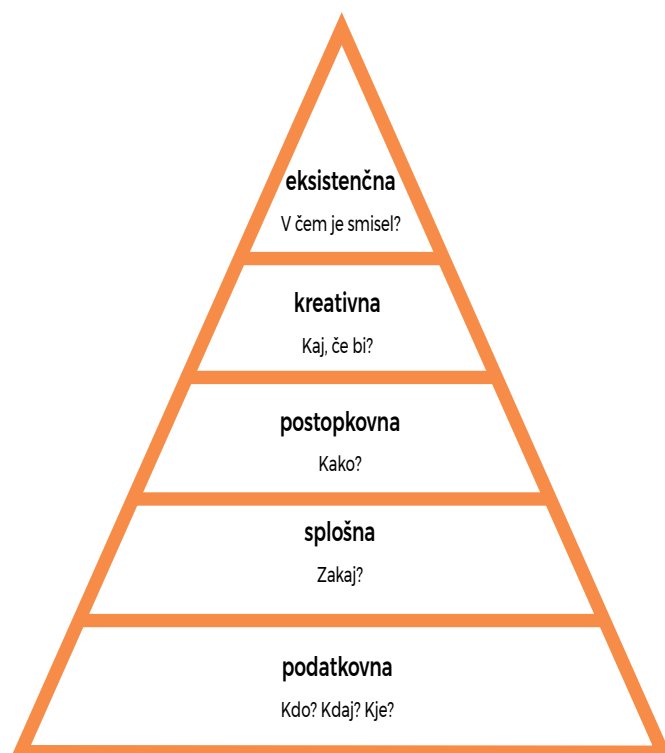 eksistenčna
V čem je smisel?
kreativna
Kaj, če bi?
postopkovna
Kako?
splošna
Zakaj?
podatkovna
Kdo? Kdaj? Kje?